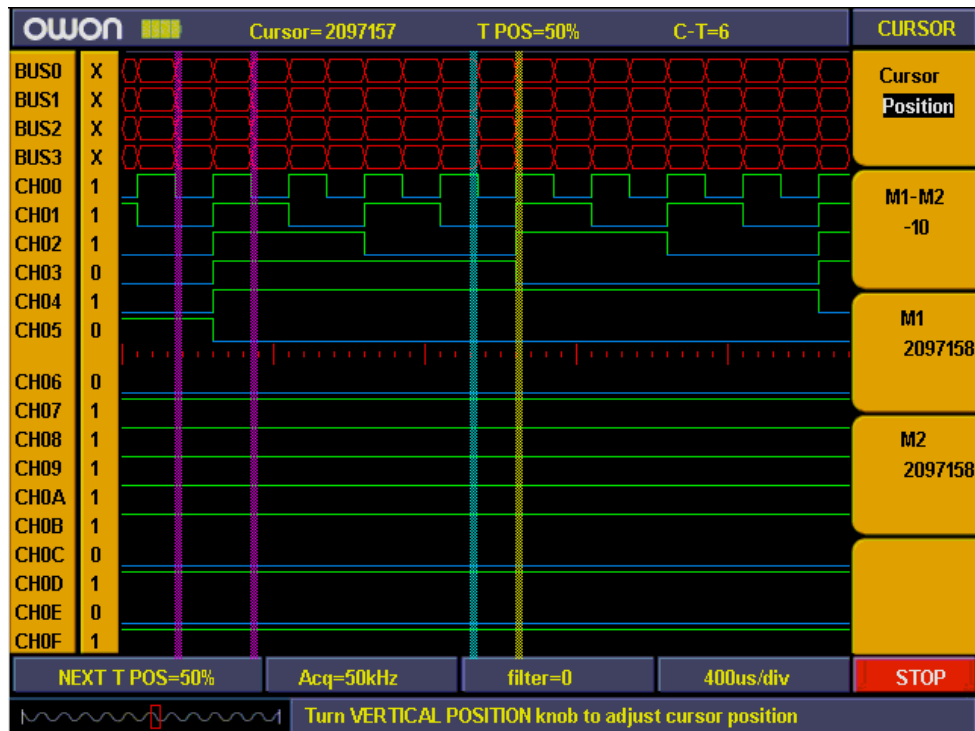 owon Cursor=2097157 T POS=50% C-T=6 CURSOR
BUS0 X
BUS1 X
BUS2 X
BUS3 X
CH00 1
CH01 1
CH02 1
CH03 0
CH04 1
CH05 0
CH06 0
CH07 1
CH08 1
CH09 1
CH0A 1
CH0B 1
CH0C 0
CH0D 1
CH0E 0
CH0F 1
Cursor
Position
M1-M2
-10
M1
2097158
M2
2097158
NEXT T POS=50% Acq=50kHz filter=0 400us/div STOP
Turn VERTICAL POSITION knob to adjust cursor position